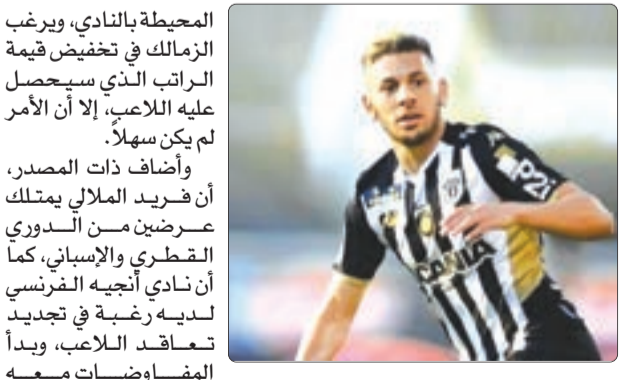 المحيطة بالنادي، ويرغب
الزمالك في تخفيض قيمة
الراتب الذي سيحصل
عليه اللاعب، إلا أن الأمر
لم يكن سهلاً.
وأضاف ذات المصدر،
أن فريد الملالي يمتلك
عرضين من الدوري
القطري والإسباني، كما
أن نادي أنجيه الفرنسي
لديه رغبة في تجديد
تعاقد اللاعب، وبدأ
المفاوضات معه
SCANIA
P2i